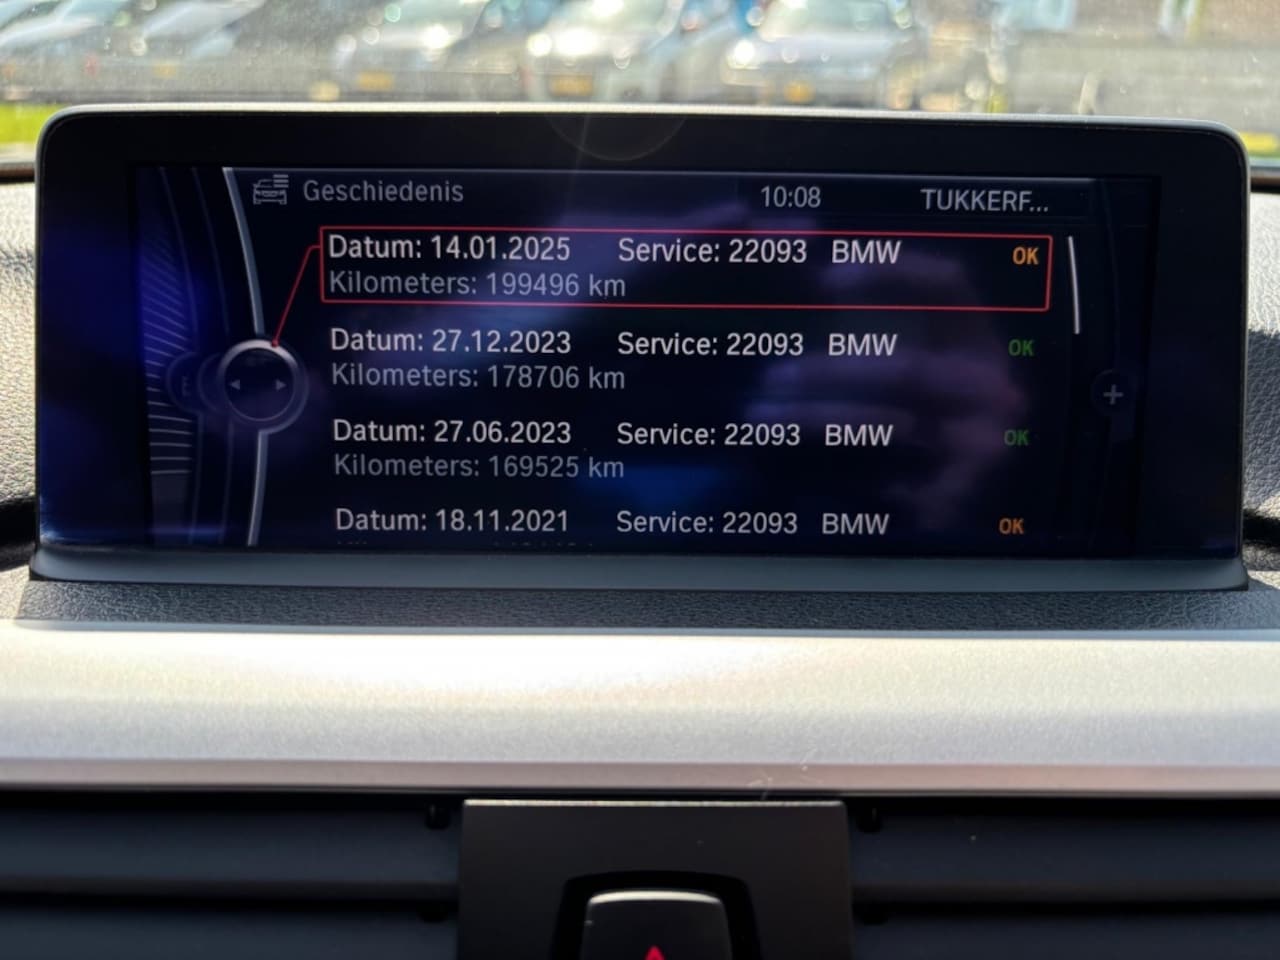 Geschiedenis 10:08 TUKKERF...
Datum: 14.01.2025 Service: 22093 BMW OK
Kilometers: 199496 km
Datum: 27.12.2023 Service: 22093 BMW OK
Kilometers: 178706 km
Datum: 27.06.2023 Service: 22093 BMW OK
Kilometers: 169525 km
Datum: 18.11.2021 Service: 22093 BMW OK